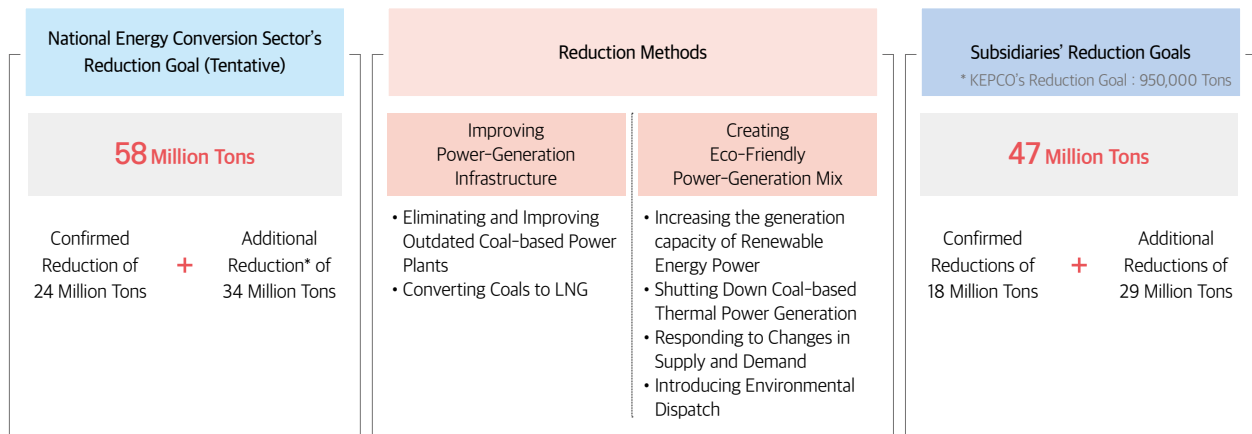 National Energy Conversion Sector's
Reduction Goal (Tentative)
58 Million Tons
Confirmed
Reduction of
24 Million Tons
+
Additional
Reduction* of
34 Million Tons
Reduction Methods
Improving
Power-Generation
Infrastructure
• Eliminating and Improving
Outdated Coal-based Power
Plants
• Converting Coals to LNG
Creating
Eco-Friendly
Power-Generation Mix
• Increasing the generation
capacity of Renewable
Energy Power
• Shutting Down Coal-based
Thermal Power Generation
• Responding to Changes in
Supply and Demand
• Introducing Environmental
Dispatch
Subsidiaries' Reduction Goals
* KEPCO's Reduction Goal : 950,000 Tons
47 Million Tons
Confirmed
Reductions of
18 Million Tons
+
Additional
Reductions of
29 Million Tons